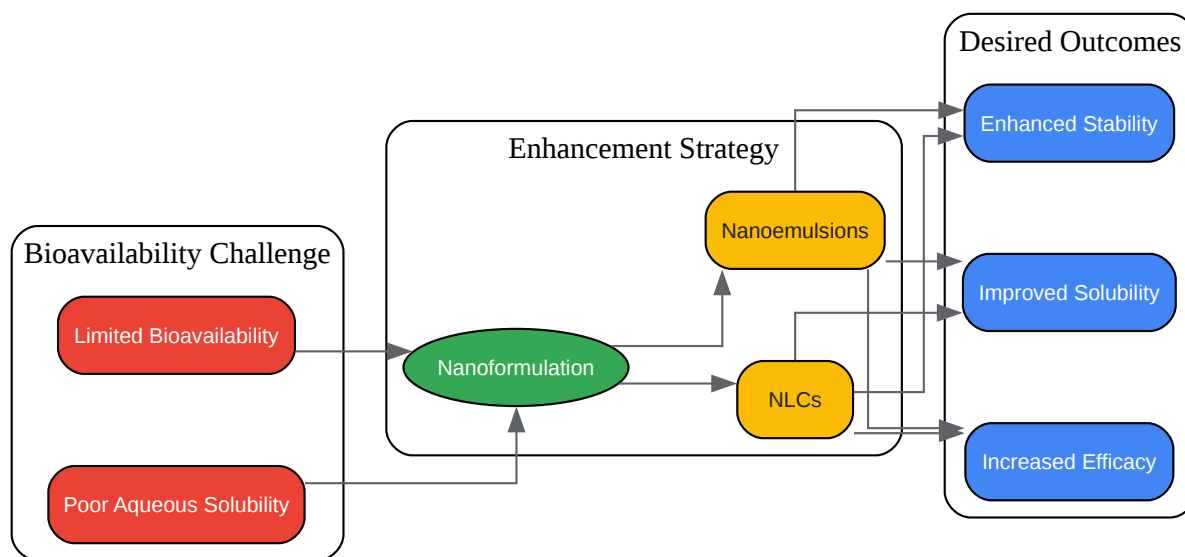 Bioavailability Challenge
Limited Bioavailability
Poor Aqueous Solubility
Enhancement Strategy
Nanoformulation
Nanoemulsions
NLCs
Desired Outcomes
Enhanced Stability
Improved Solubility
Increased Efficacy